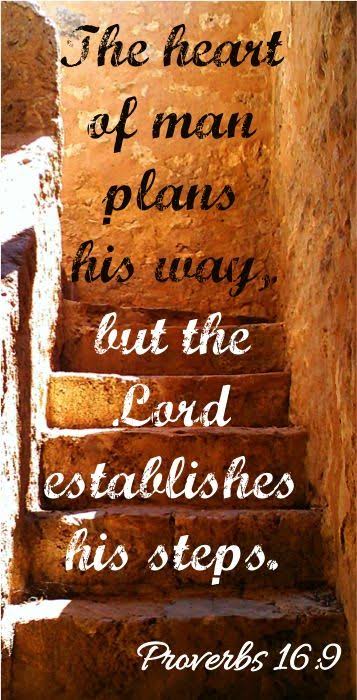 The heart
of man
plans
his way,
but the
Lord
establishes
his steps.
Proverbs 16:9